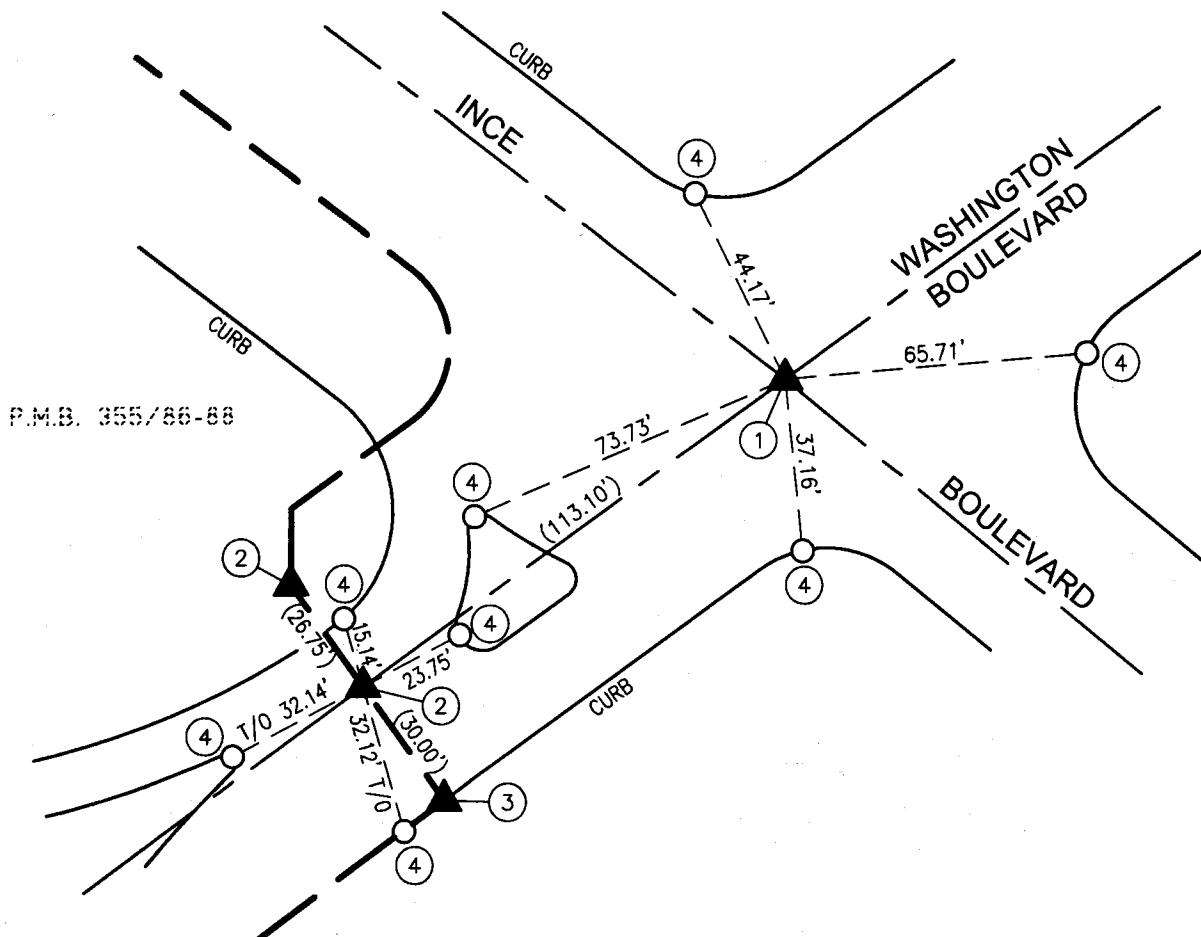 CURB
INCE
4
WASHINGTON
BOULEVARD
44.17'
CURB
65.71'
4
P.M.B. 355/86-88
1
73.73'
37.16'
4
(113.10')
BOULEVARD
2
4
4
4
(26.75')
15.14'
23.75'
CURB
T/O 32.14'
4
2
(30.00')
32.12' T/O
3
4